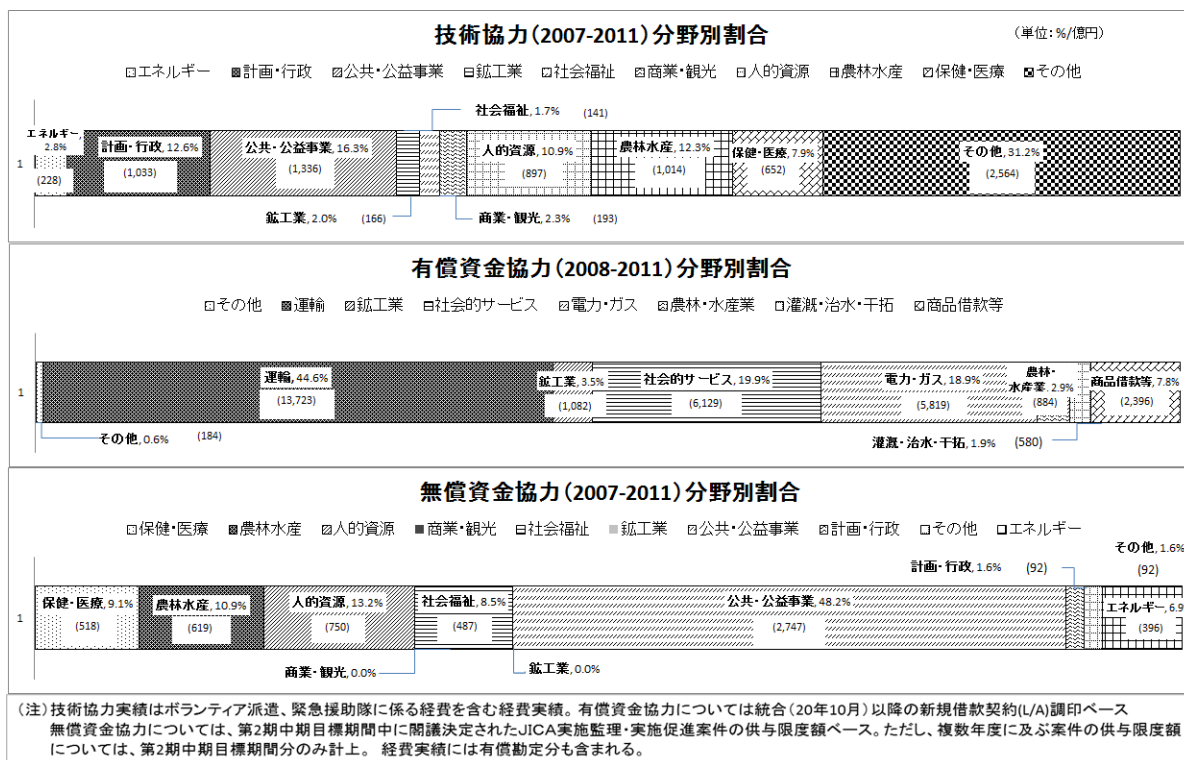 技術協力(2007-2011)分野別割合
(単位:%/億円)
エネルギー 計画・行政 公共・公益事業 鉱工業 社会福祉 商業・観光 人的資源 農林水産 保健・医療 その他
社会福祉, 1.7% (141)
エネルギー, 2.8% (228)
計画・行政, 12.6% (1,033)
公共・公益事業, 16.3% (1,336)
人的資源, 10.9% (897)
農林水産, 12.3% (1,014)
保健・医療, 7.9% (652)
その他, 31.2% (2,564)
1
鉱工業, 2.0% (166)
商業・観光, 2.3% (193)
有償資金協力(2008-2011)分野別割合
その他 運輸 鉱工業 社会的サービス 電力・ガス 農林・水産業 灌漑・治水・干拓 商品借款等
運輸, 44.6% (13,723)
鉱工業, 3.5% (1,082)
社会的サービス, 19.9% (6,129)
電力・ガス, 18.9% (5,819)
農林・水産業, 2.9% (884)
商品借款等, 7.8% (2,396)
1
その他, 0.6% (184)
灌漑・治水・干拓, 1.9% (580)
無償資金協力(2007-2011)分野別割合
保健・医療 農林水産 人的資源 商業・観光 社会福祉 鉱工業 公共・公益事業 計画・行政 その他 エネルギー
その他, 1.6% (92)
計画・行政, 1.6% (92)
保健・医療, 9.1% (518)
農林水産, 10.9% (619)
人的資源, 13.2% (750)
社会福祉, 8.5% (487)
公共・公益事業, 48.2% (2,747)
エネルギー, 6.9 (396)
1
商業・観光, 0.0%
鉱工業, 0.0%
(注)技術協力実績はボランティア派遣、緊急援助隊に係る経費を含む経費実績。有償資金協力については統合(20年10月)以降の新規借款契約(L/A)調印ベース
無償資金協力については、第2期中期目標期間中に閣議決定されたJICA実施監理・実施促進案件の供与限度額ベース。ただし、複数年度に及ぶ案件の供与限度額
については、第2期中期目標期間分のみ計上。 経費実績には有償勘定分も含まれる。